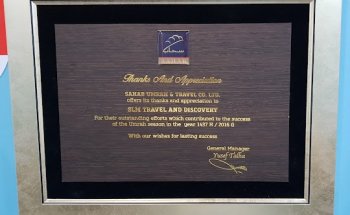 SAHAB
Thanks And Appreciation
SAHAB UMRAH & TRAVEL CO. LTD.
offers its thanks and appreciation to
SLM TRAVEL AND DISCOVERY
For their outstanding efforts which contributed to the success
of the Umrah season in the year 1437 H / 2016 G
With our wishes for lasting success
General Manager
Yusef Talha